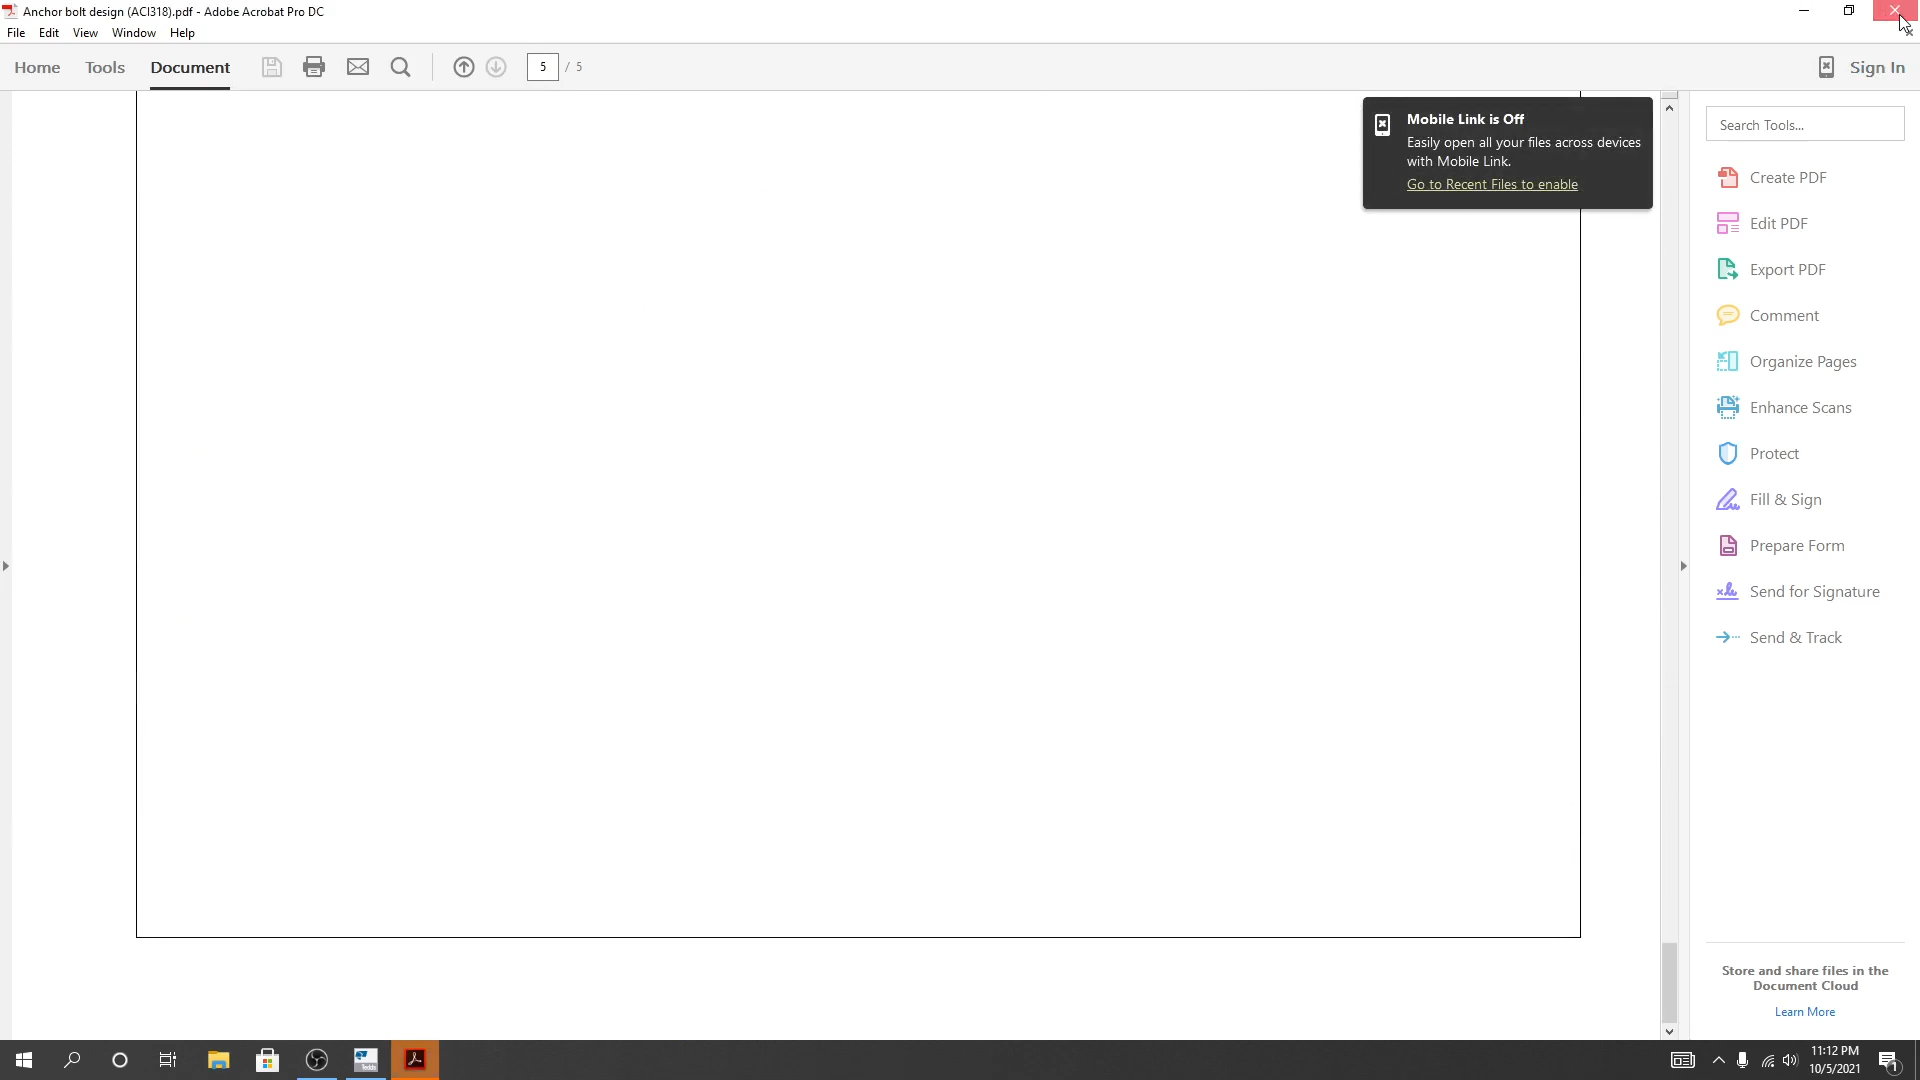 Anchor bolt design (ACI318).pdf - Adobe Acrobat Pro DC
File Edit View Window Help
Home Tools Document 5 / 5 Sign In
Mobile Link is Off
Easily open all your files across devices
with Mobile Link.
Go to Recent Files to enable
Search Tools...
Create PDF
Edit PDF
Export PDF
Comment
Organize Pages
Enhance Scans
Protect
Fill & Sign
Prepare Form
Send for Signature
Send & Track
Store and share files in the
Document Cloud
Learn More
Tedds
11:12 PM
10/5/2021
1